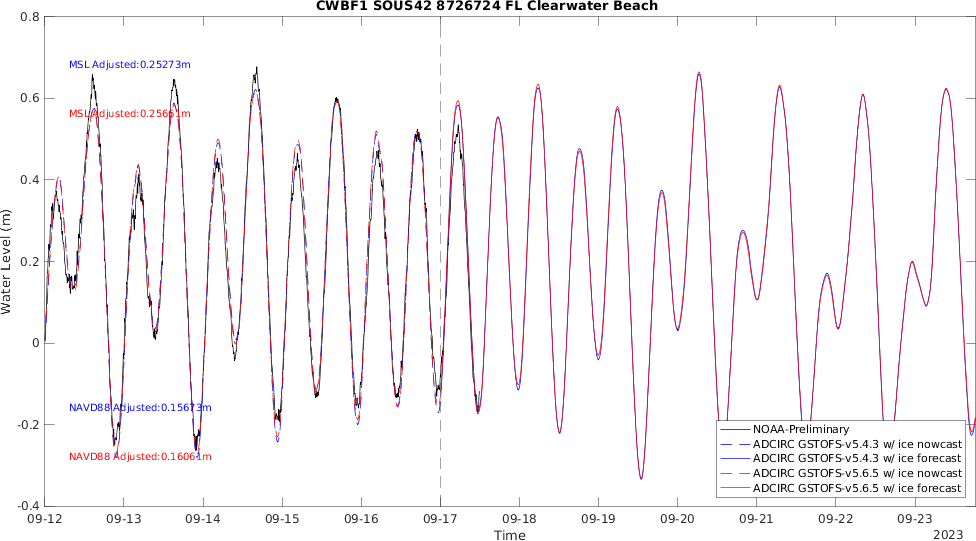 CWBF1 SOUS42 8726724 FL Clearwater Beach
0.8
0.6
0.4
0.2
0
-0.2
-0.4
Water Level (m)
MSL Adjusted:0.25273m
MSL Adjusted:0.25651m
NAVD88 Adjusted:0.15673m
NAVD88 Adjusted:0.16061m
NOAA-Preliminary
ADCIRC GSTOFS-v5.4.3 w/ ice nowcast
ADCIRC GSTOFS-v5.4.3 w/ ice forecast
ADCIRC GSTOFS-v5.6.5 w/ ice nowcast
ADCIRC GSTOFS-v5.6.5 w/ ice forecast
09-12 09-13 09-14 09-15 09-16 09-17 09-18 09-19 09-20 09-21 09-22 09-23
Time
2023